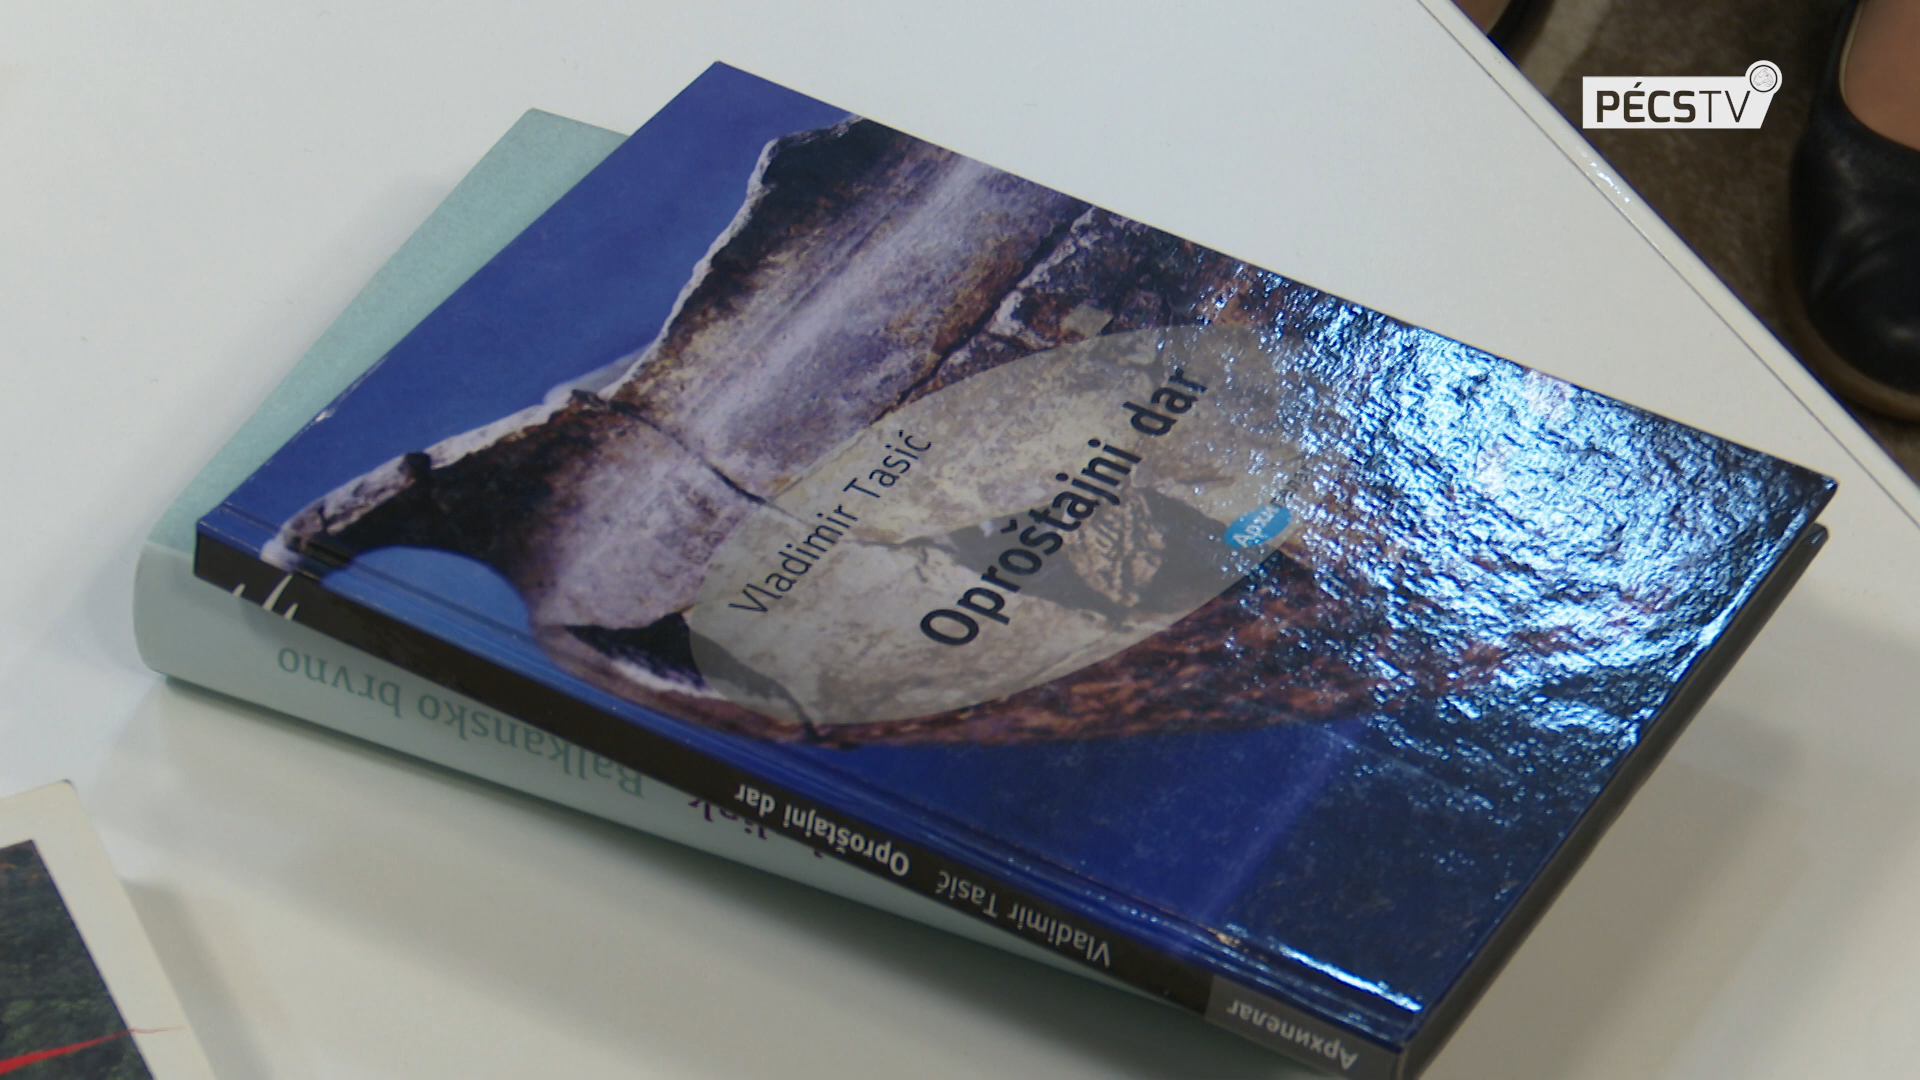 PÉCSTV
Vladimir Tasić
Oproštajni dar
Vladimir Tasić Oproštajni dar
Архипелаг
Balkansko brvno